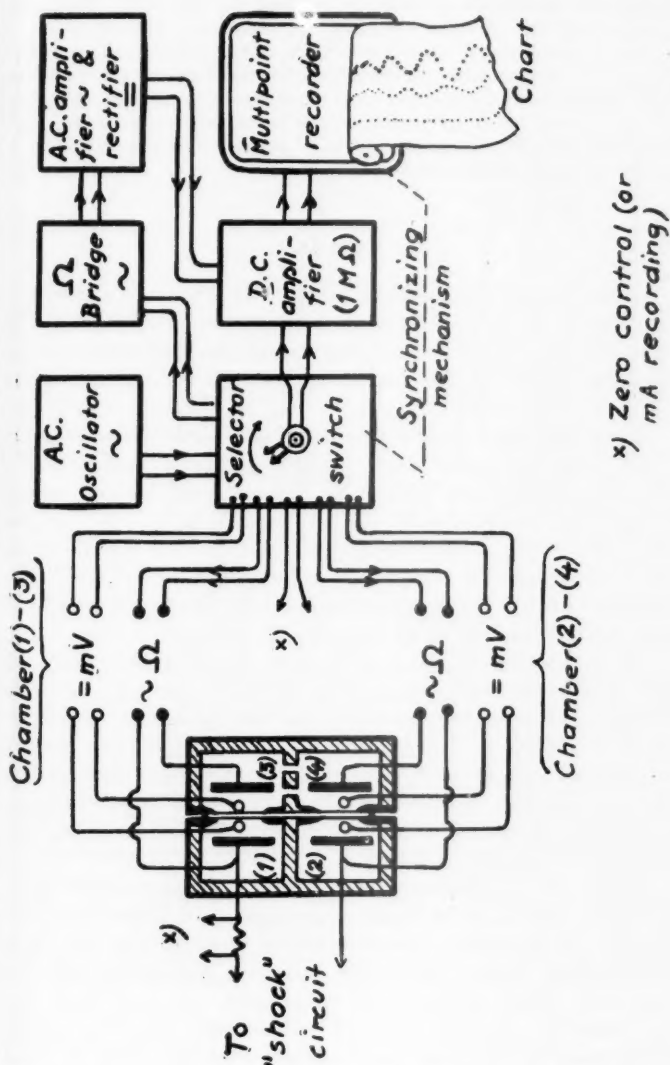 Chamber(1)-(3)
= mV
~ Ω
x)
~ Ω
= mV
Chamber(2)-(4)
A.C.
Oscillator
~
Ω
Bridge
~
A.C. ampli-
fier ~ &
rectifier
=
Selector
switch
D.C.
ampli-
fier
(1 M Ω)
Multipoint
recorder
Chart
Synchronizing
mechanism
(1)
(3)
(2)
(4)
x)
To
"shock"
circuit
x) Zero control (or
mA recording)